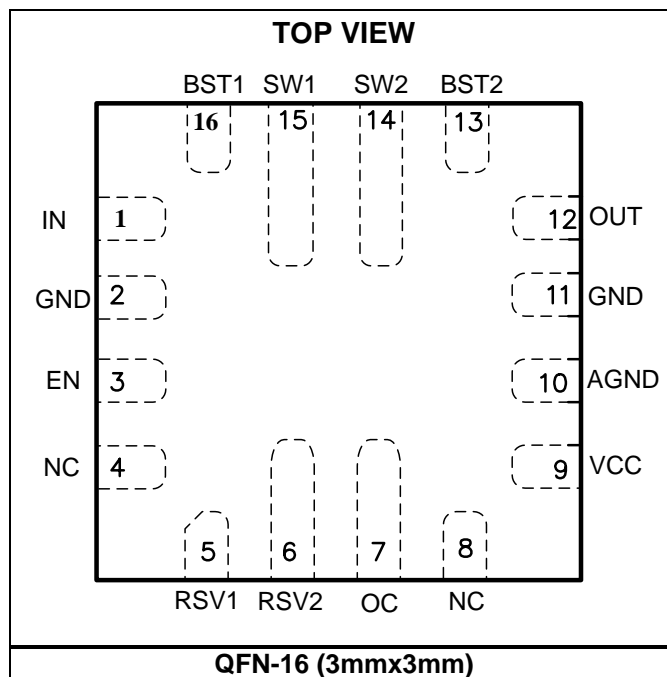 TOP VIEW
BST1 SW1 SW2 BST2
16 15 14 13
IN 1 12 OUT
GND 2 11 GND
EN 3 10 AGND
NC 4 9 VCC
5 6 7 8
RSV1 RSV2 OC NC
QFN-16 (3mmx3mm)